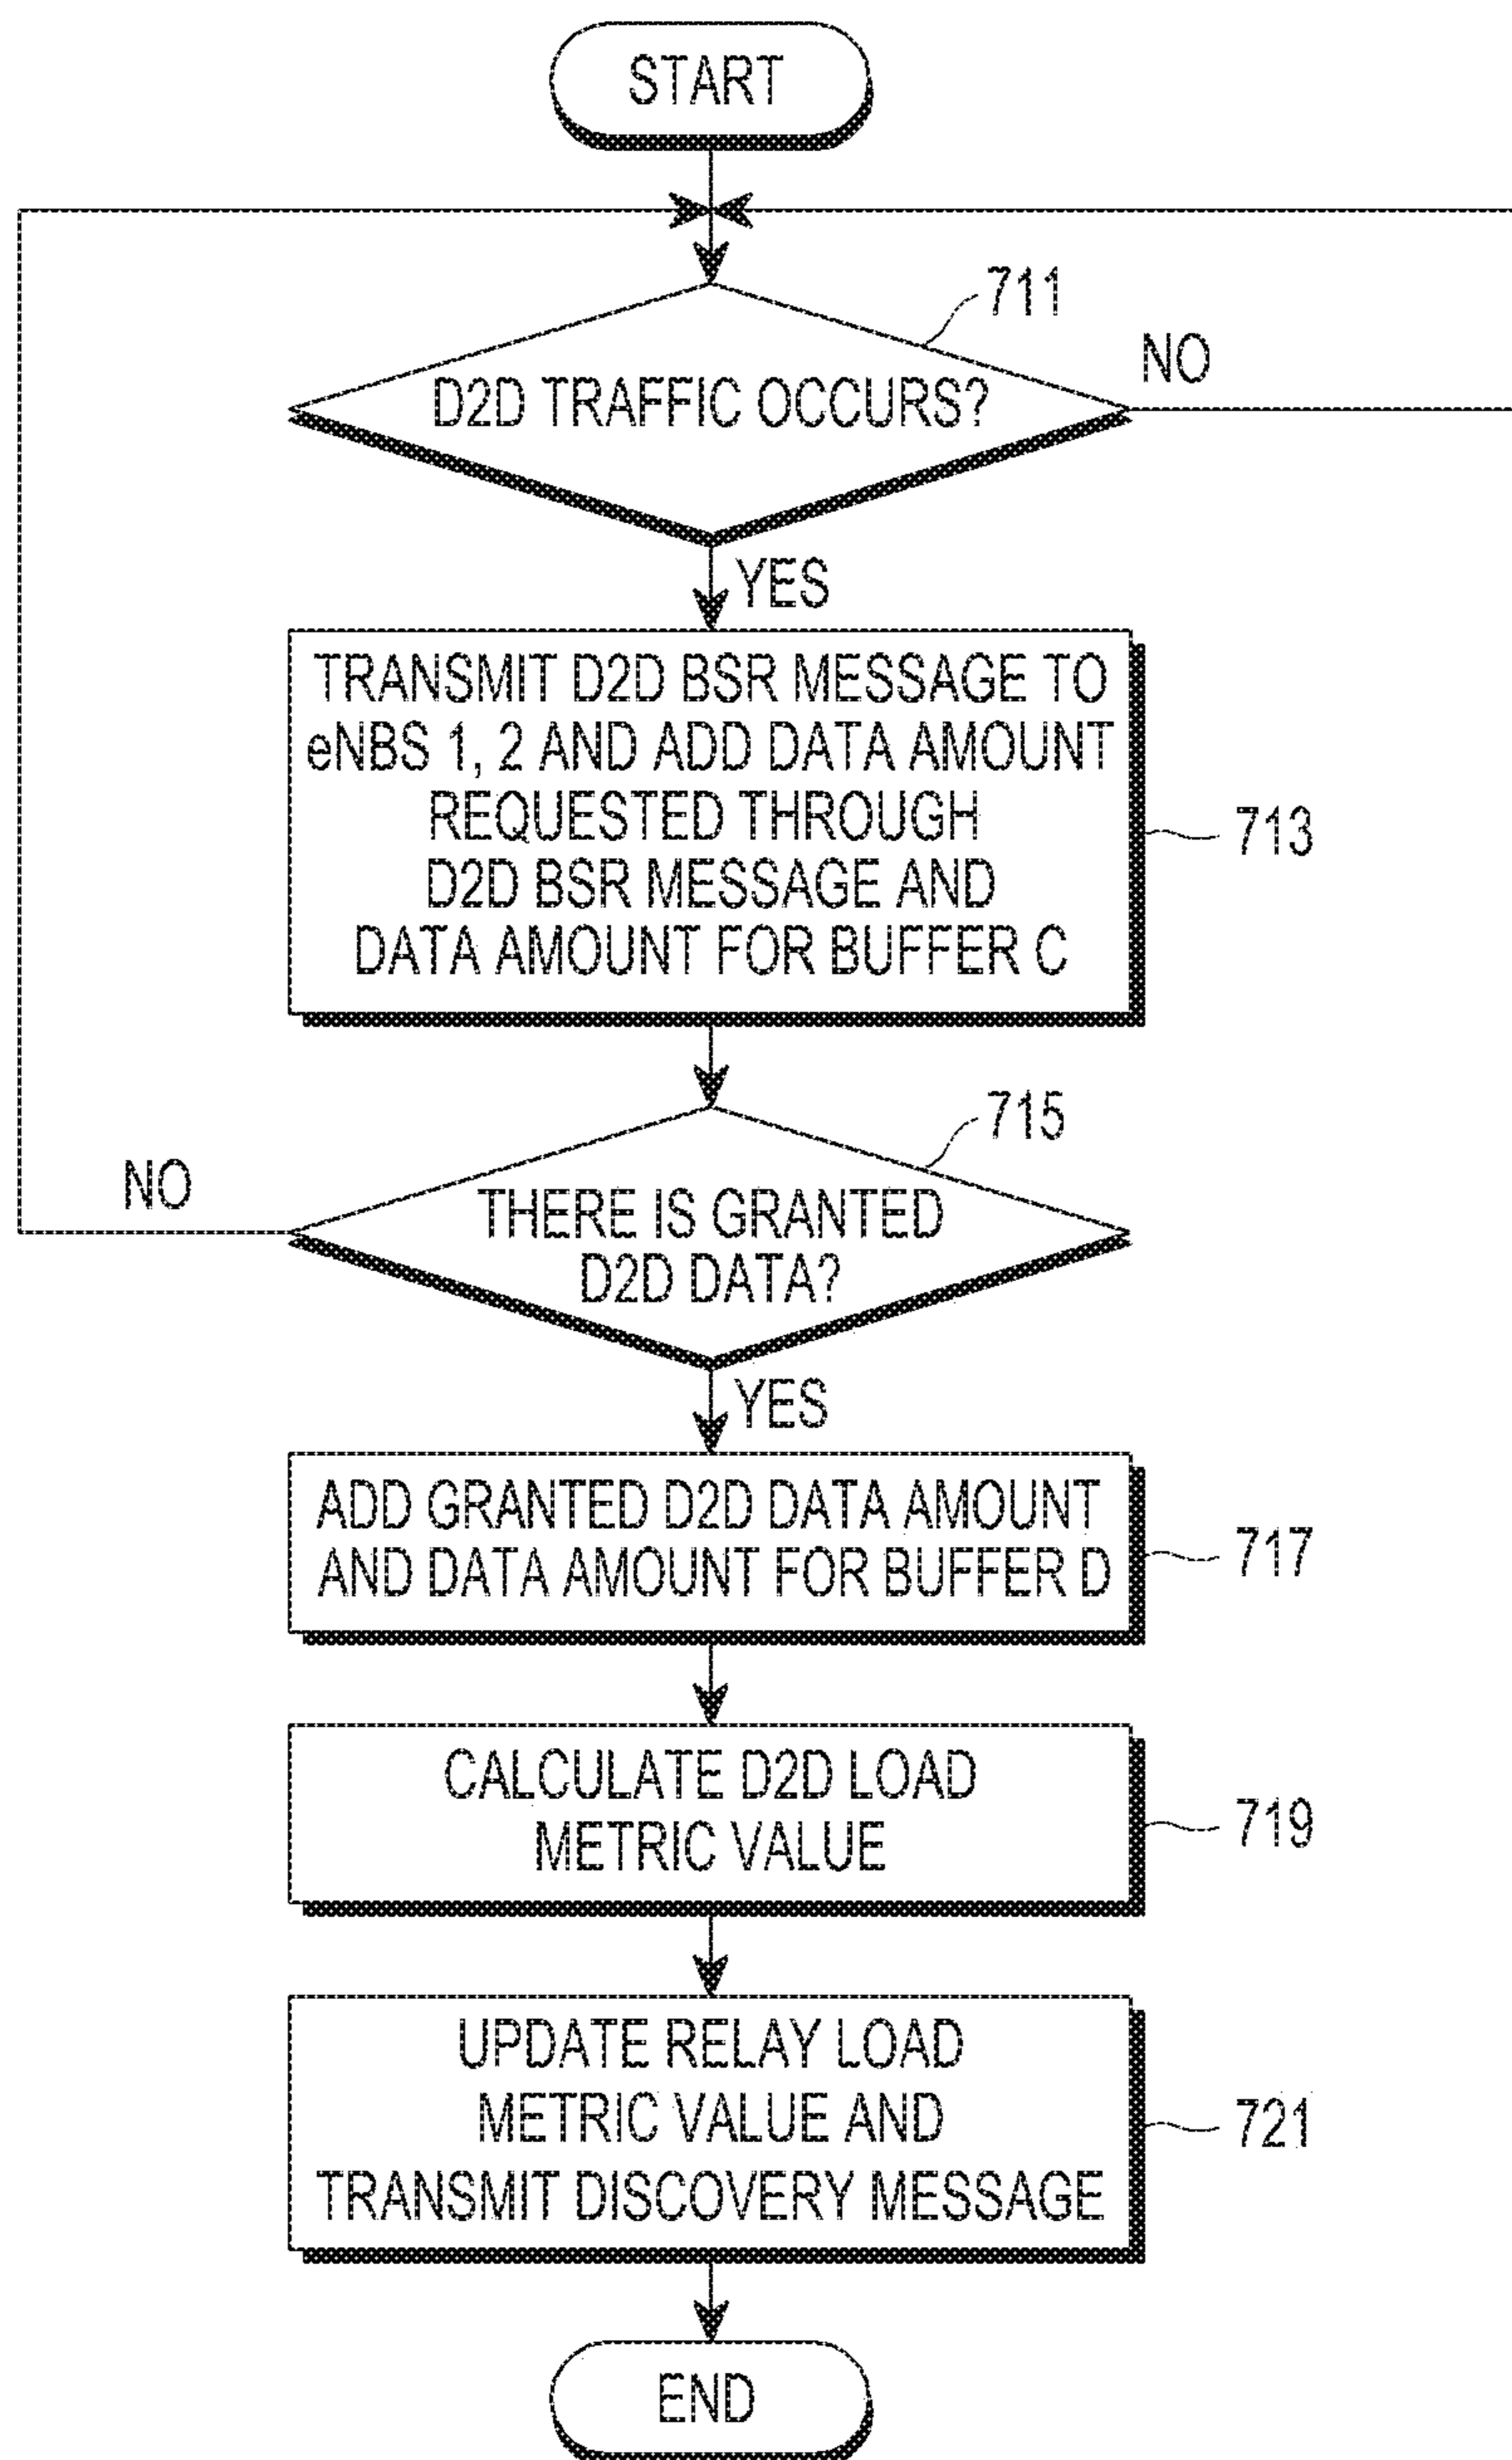 START
711
D2D TRAFFIC OCCURS?
NO
YES
TRANSMIT D2D BSR MESSAGE TO
eNBS 1, 2 AND ADD DATA AMOUNT
REQUESTED THROUGH
D2D BSR MESSAGE AND
DATA AMOUNT FOR BUFFER C
713
715
THERE IS GRANTED
D2D DATA?
NO
YES
ADD GRANTED D2D DATA AMOUNT
AND DATA AMOUNT FOR BUFFER D
717
CALCULATE D2D LOAD
METRIC VALUE
719
UPDATE RELAY LOAD
METRIC VALUE AND
TRANSMIT DISCOVERY MESSAGE
721
END